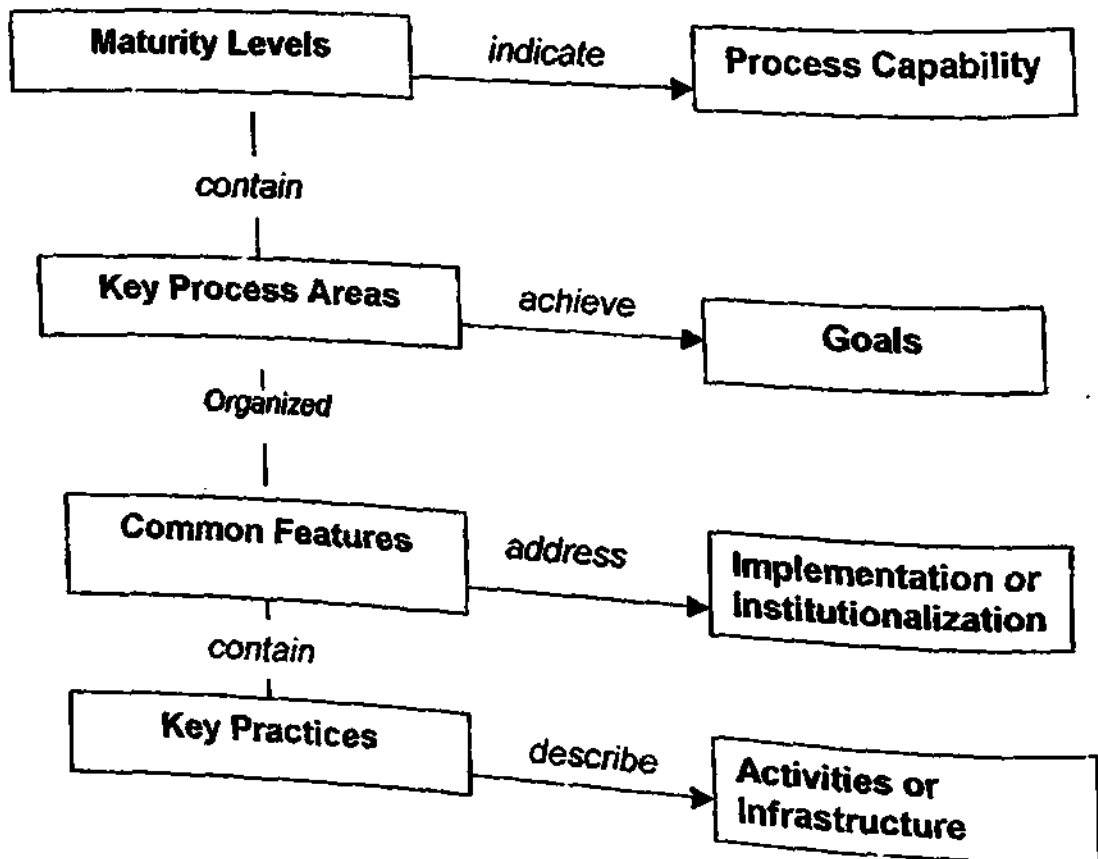 Maturity Levels
indicate
Process Capability
contain
Key Process Areas
achieve
Goals
Organized
Common Features
address
Implementation or
Institutionalization
contain
Key Practices
describe
Activities or
Infrastructure